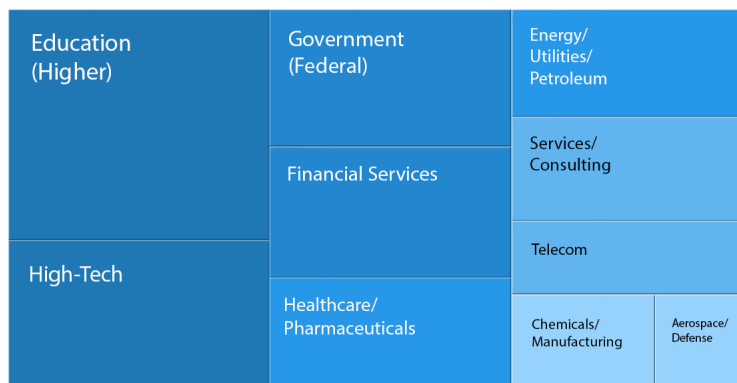 Education
(Higher)
High-Tech
Government
(Federal)
Financial Services
Healthcare/
Pharmaceuticals
Energy/
Utilities/
Petroleum
Services/
Consulting
Telecom
Chemicals/
Manufacturing
Aerospace/
Defense